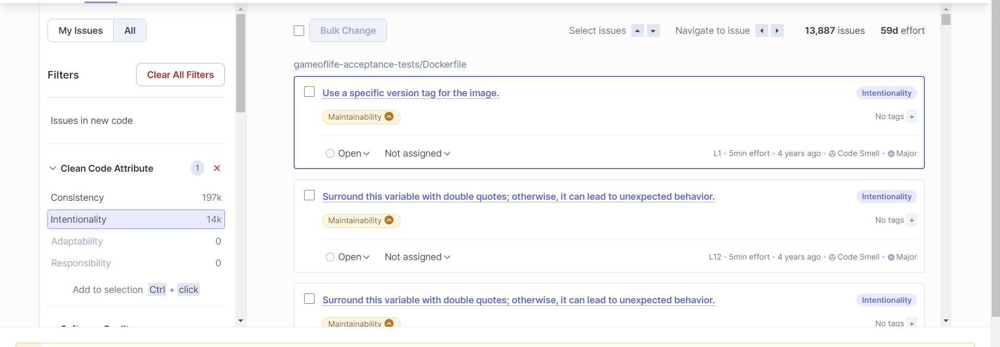 My Issues All
Bulk Change
Select issues
Navigate to issue
13,887 issues 59d effort
Filters Clear All Filters
Issues in new code
Clean Code Attribute 1
Consistency 197k
Intentionality 14k
Adaptability 0
Responsibility 0
Add to selection Ctrl + click
gameoflife-acceptance-tests/Dockerfile
Use a specific version tag for the image. Intentionality
Maintainability No tags +
Open Not assigned L1 • 5min effort • 4 years ago • Code Smell • Major
Surround this variable with double quotes; otherwise, it can lead to unexpected behavior. Intentionality
Maintainability No tags +
Open Not assigned L12 • 5min effort • 4 years ago • Code Smell • Major
Surround this variable with double quotes; otherwise, it can lead to unexpected behavior. Intentionality
Maintainability No tags +